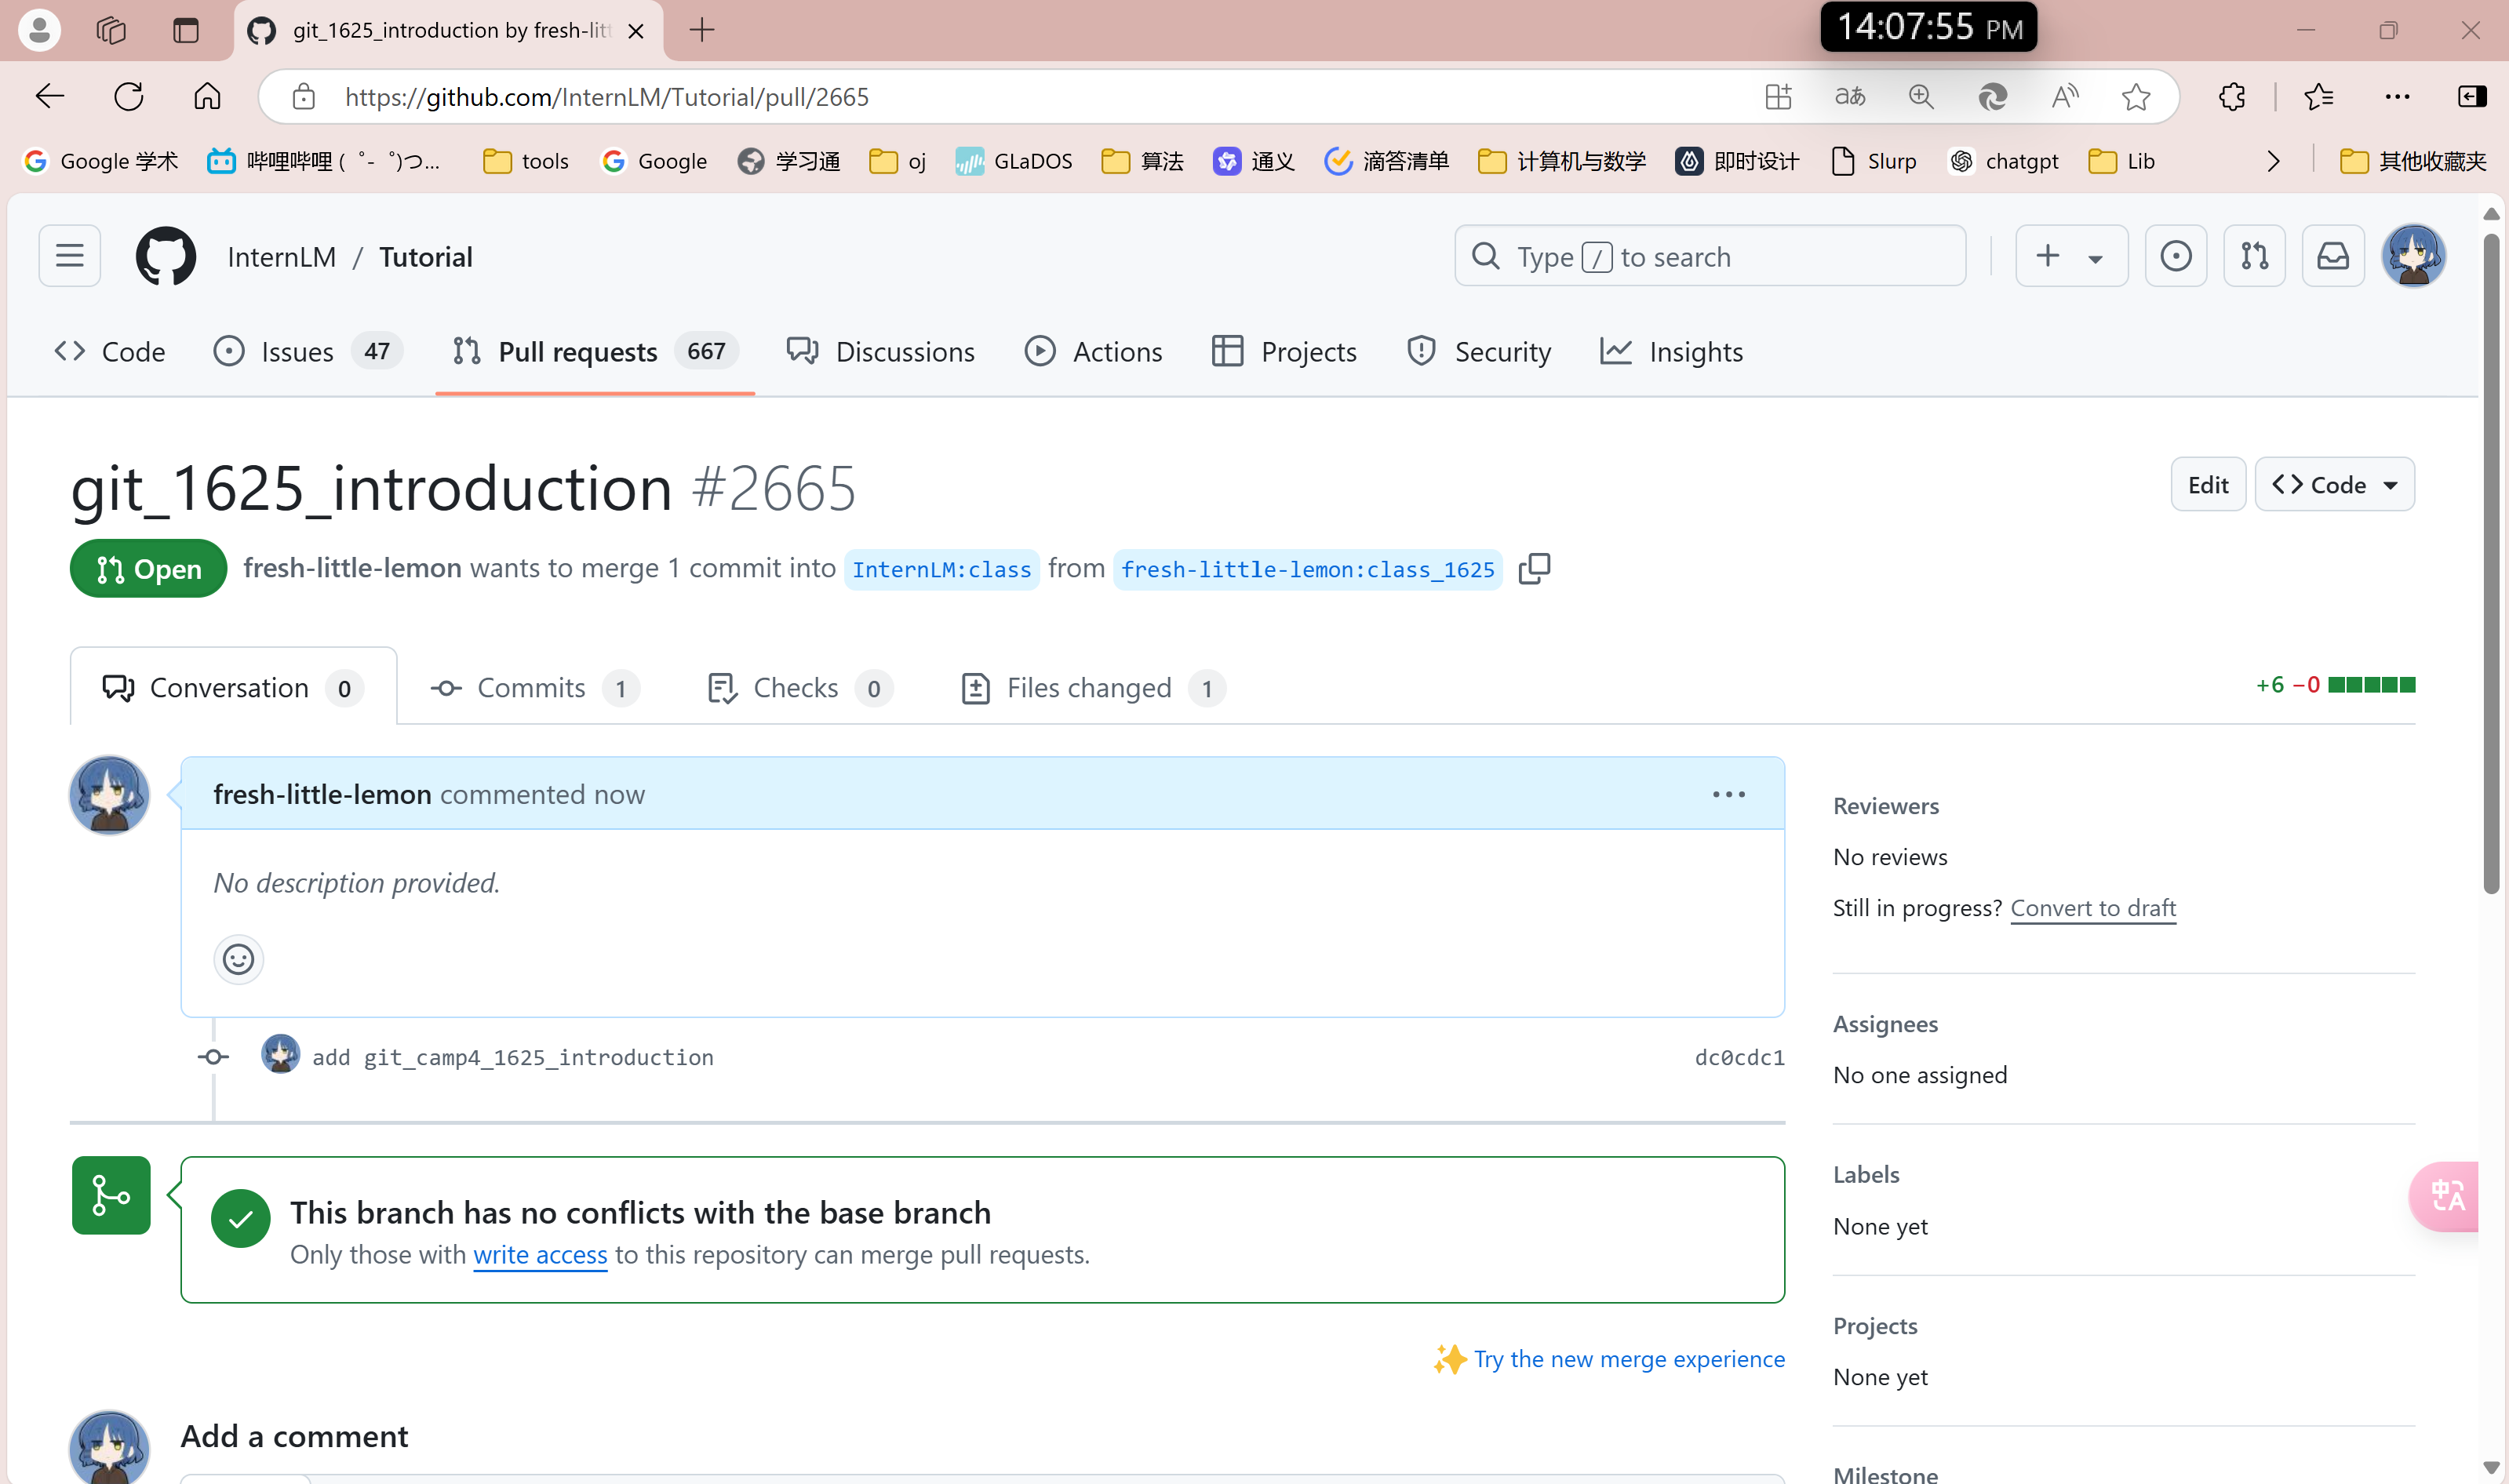 git_1625_introduction by fresh-litt
14:07:55 PM
https://github.com/InternLM/Tutorial/pull/2665
Google 学术
哔哩哔哩 (゜-゜)つ...
tools
Google
学习通
oj
GLaDOS
算法
通义
滴答清单
计算机与数学
即时设计
Slurp
chatgpt
Lib
其他收藏夹
InternLM / Tutorial
Type / to search
Code
Issues 47
Pull requests 667
Discussions
Actions
Projects
Security
Insights
git_1625_introduction #2665
Edit
Code
Open
fresh-little-lemon wants to merge 1 commit into InternLM:class from fresh-little-lemon:class_1625
Conversation 0
Commits 1
Checks 0
Files changed 1
+6 −0
fresh-little-lemon commented now
No description provided.
add git_camp4_1625_introduction
dc0cdc1
This branch has no conflicts with the base branch
Only those with write access to this repository can merge pull requests.
Try the new merge experience
Add a comment
Reviewers
No reviews
Still in progress? Convert to draft
Assignees
No one assigned
Labels
None yet
Projects
None yet
Milestone